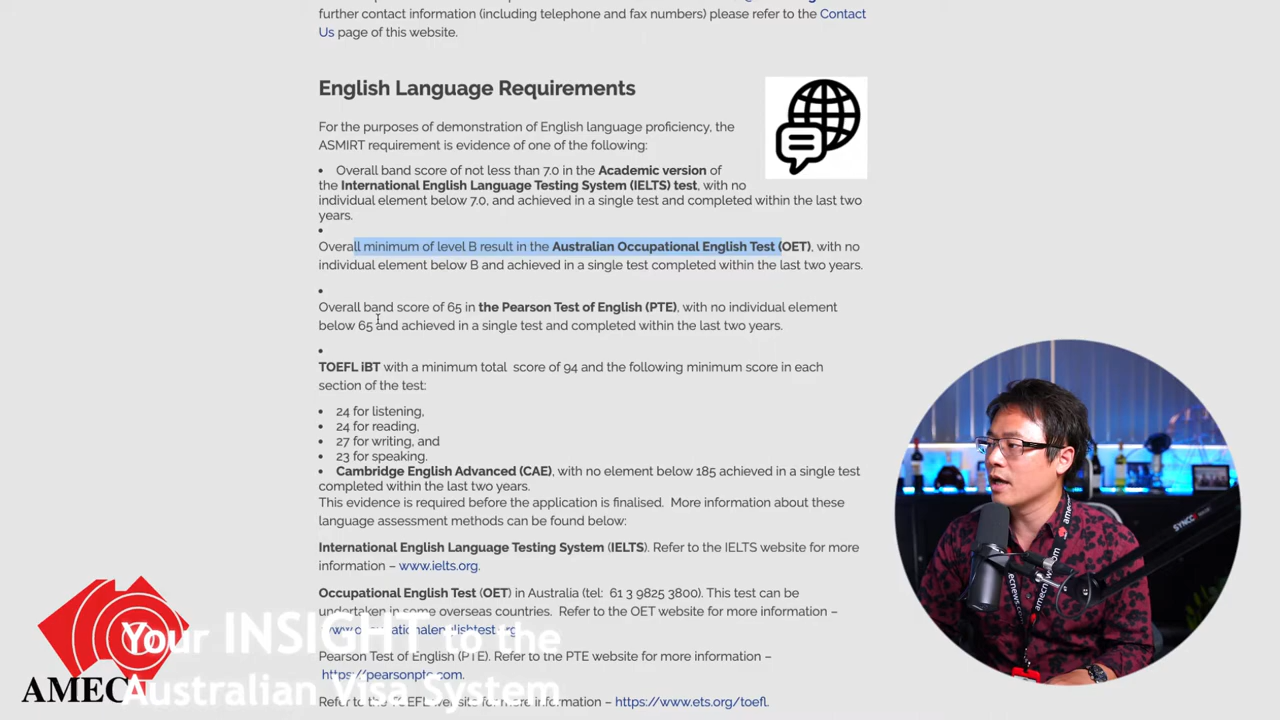 further contact information (including telephone and fax numbers) please refer to the Contact
Us page of this website.
English Language Requirements
For the purposes of demonstration of English language proficiency, the
ASMIRT requirement is evidence of one of the following:
• Overall band score of not less than 7.0 in the Academic version of
the International English Language Testing System (IELTS) test, with no
individual element below 7.0, and achieved in a single test and completed within the last two
years.
•
Overall minimum of level B result in the Australian Occupational English Test (OET), with no
individual element below B and achieved in a single test completed within the last two years.
•
Overall band score of 65 in the Pearson Test of English (PTE), with no individual element
below 65 and achieved in a single test and completed within the last two years.
•
TOEFL iBT with a minimum total score of 94 and the following minimum score in each
section of the test:
• 24 for listening,
• 24 for reading,
• 27 for writing, and
• 23 for speaking.
• Cambridge English Advanced (CAE), with no element below 185 achieved in a single test
completed within the last two years.
This evidence is required before the application is finalised. More information about these
language assessment methods can be found below:
International English Language Testing System (IELTS). Refer to the IELTS website for more
information – www.ielts.org.
Occupational English Test (OET) in Australia (tel: 61 3 9825 3800). This test can be
undertaken in some overseas countries. Refer to the OET website for more information –
www.occupationalenglishtest.org
Pearson Test of English (PTE). Refer to the PTE website for more information –
https://pearsonpte.com.
Refer to the TOEFL website for more information – https://www.ets.org/toefl.
AMEC
Your INSIGHT to the
Australian Visa System
amecnews.com
SYNCO